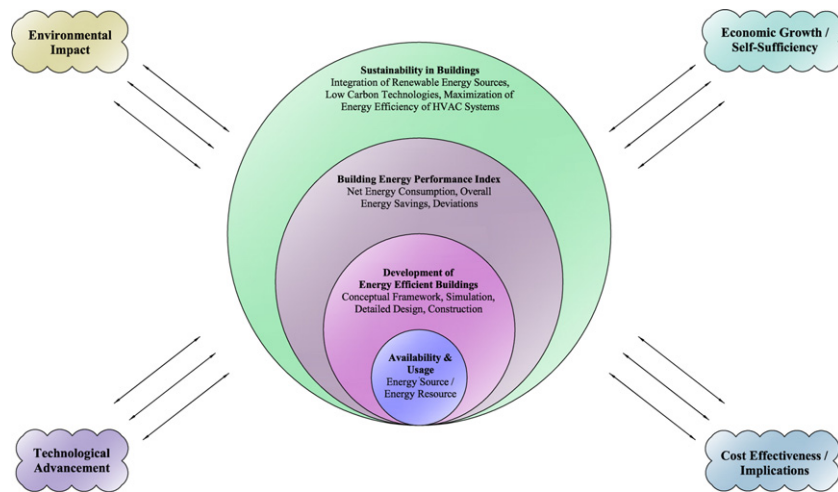 Environmental
Impact
Economic Growth /
Self-Sufficiency
Sustainability in Buildings
Integration of Renewable Energy Sources,
Low Carbon Technologies, Maximization of
Energy Efficiency of HVAC Systems
Building Energy Performance Index
Net Energy Consumption, Overall
Energy Savings, Deviations
Development of
Energy Efficient Buildings
Conceptual Framework, Simulation,
Detailed Design, Construction
Availability &
Usage
Energy Source /
Energy Resource
Technological
Advancement
Cost Effectiveness /
Implications